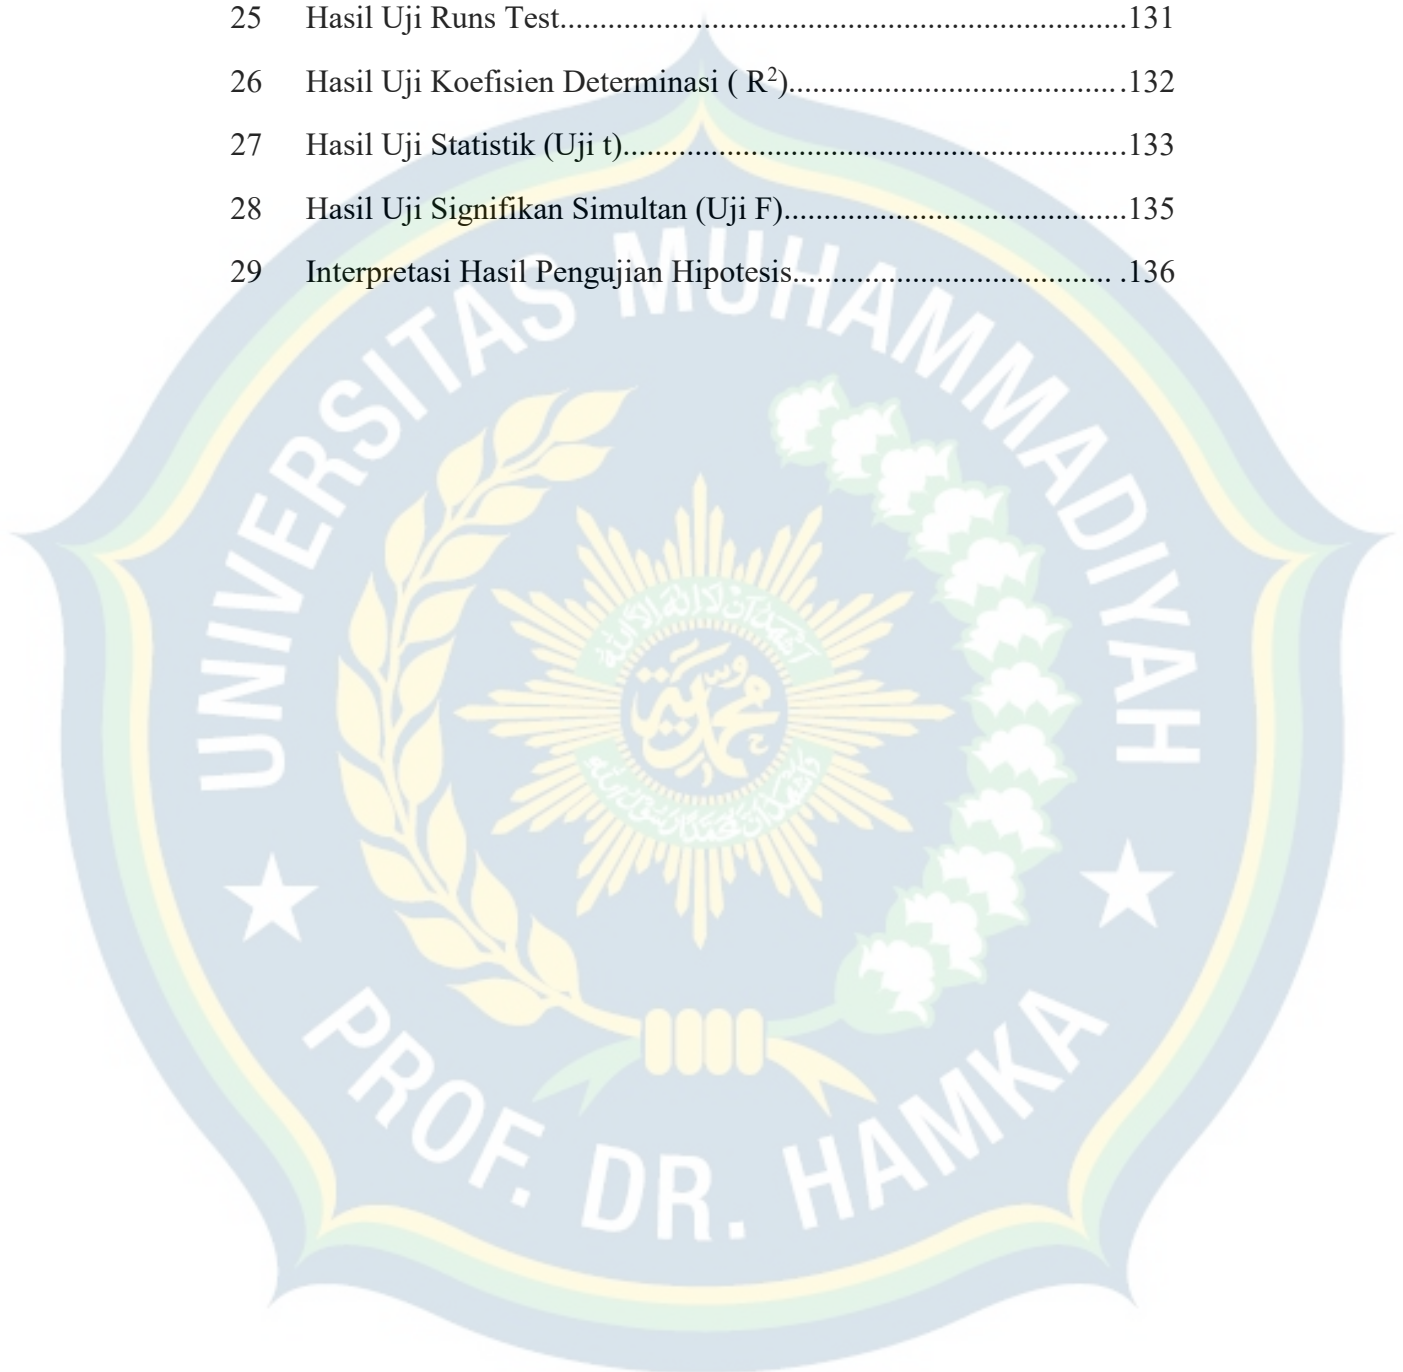 25 Hasil Uji Runs Test......................................................................131
26 Hasil Uji Koefisien Determinasi ( R²).........................................132
27 Hasil Uji Statistik (Uji t)...............................................................133
28 Hasil Uji Signifikan Simultan (Uji F)...........................................135
29 Interpretasi Hasil Pengujian Hipotesis........................................ .136
UNIVERSITAS MUHAMMADIYAH
PROF. DR. HAMKA